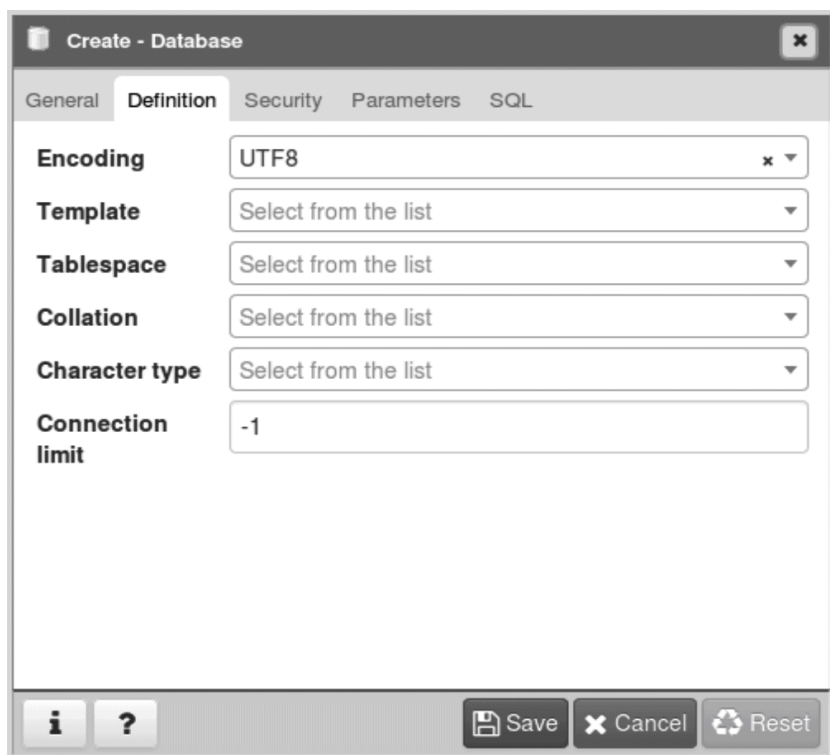 Create - Database
General Definition Security Parameters SQL
Encoding UTF8
Template Select from the list
Tablespace Select from the list
Collation Select from the list
Character type Select from the list
Connection limit -1
i ? Save Cancel Reset